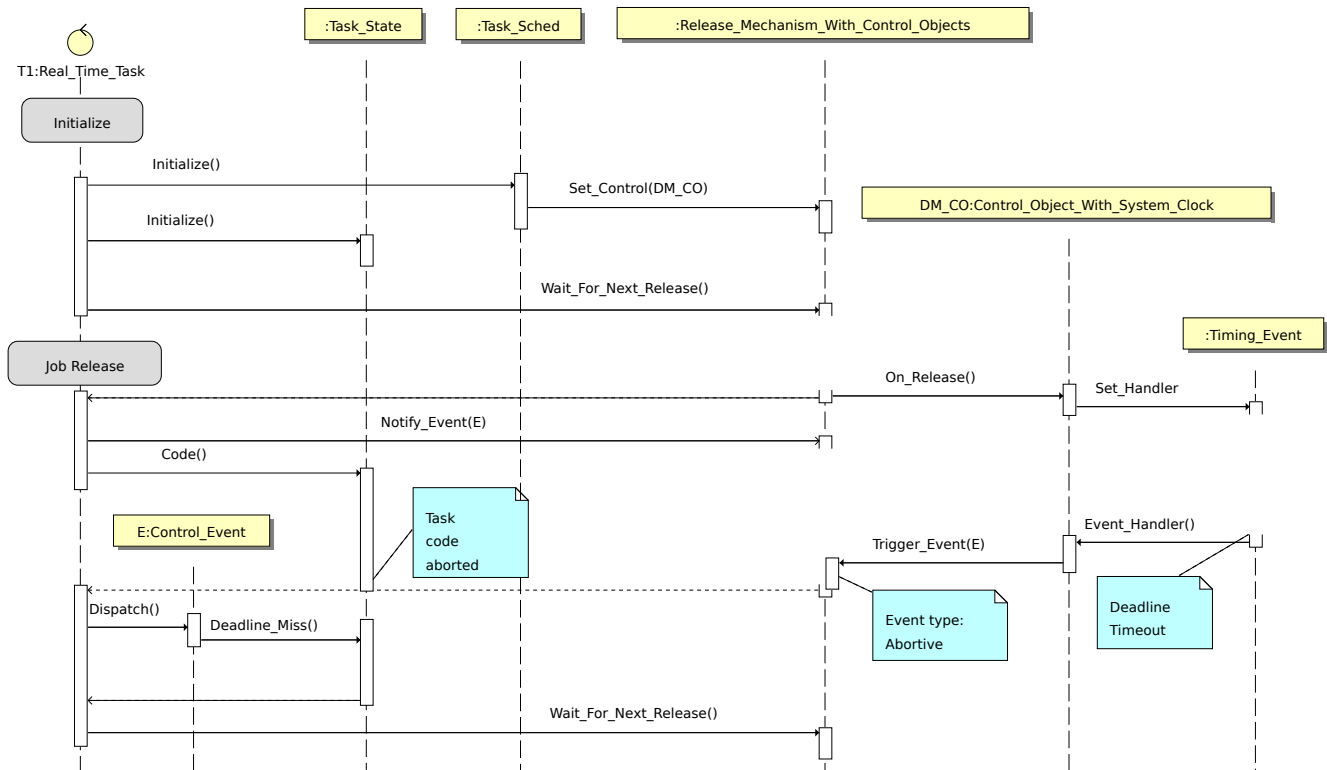 :Task_State
:Task_Sched
:Release_Mechanism_With_Control_Objects
T1:Real_Time_Task
Initialize
Initialize()
Set_Control(DM_CO)
DM_CO:Control_Object_With_System_Clock
Initialize()
Wait_For_Next_Release()
:Timing_Event
Job Release
On_Release()
Set_Handler
Notify_Event(E)
Code()
Task
code
aborted
E:Control_Event
Event_Handler()
Trigger_Event(E)
Dispatch()
Deadline_Miss()
Event type:
Abortive
Deadline
Timeout
Wait_For_Next_Release()